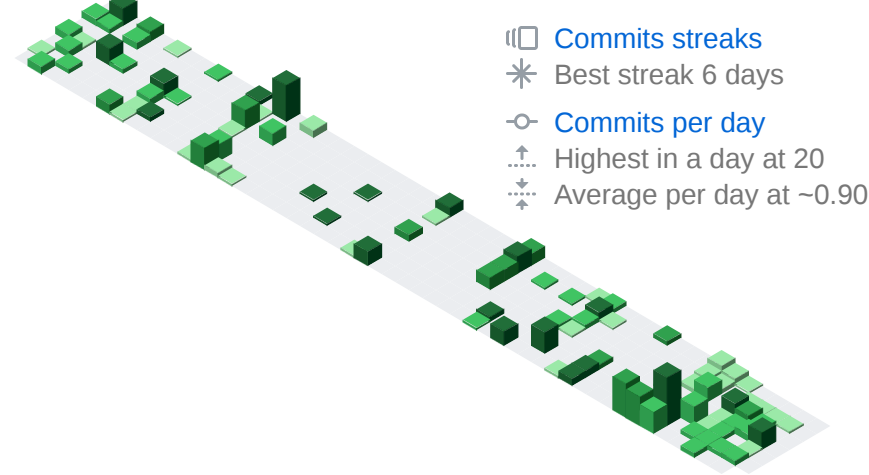 Commits streaks
Best streak 6 days
Commits per day
Highest in a day at 20
Average per day at ~0.90